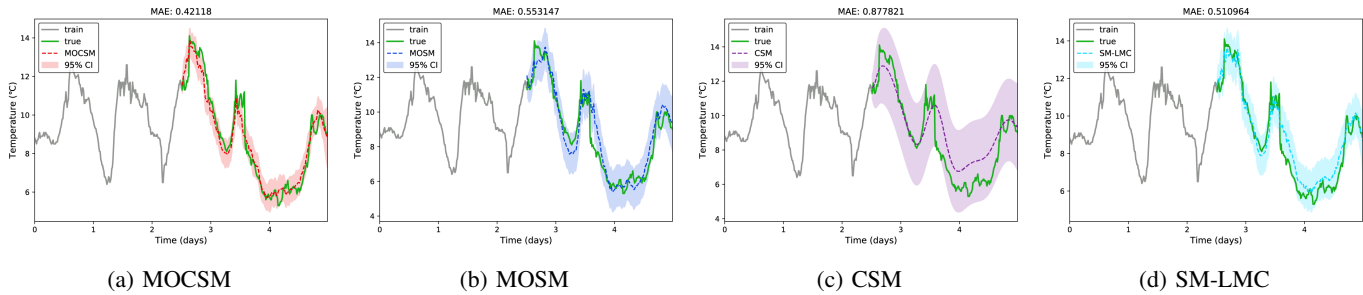 MAE: 0.42118
train
true
MOCSM
95% CI
Temperature (°C)
14
12
10
8
6
0 1 2 3 4
Time (days)
(a) MOCSM
MAE: 0.553147
train
true
MOSM
95% CI
Temperature (°C)
14
12
10
8
6
4
0 1 2 3 4
Time (days)
(b) MOSM
MAE: 0.877821
train
true
CSM
95% CI
Temperature (°C)
14
12
10
8
6
4
0 1 2 3 4
Time (days)
(c) CSM
MAE: 0.510964
train
true
SM-LMC
95% CI
Temperature (°C)
14
12
10
8
6
0 1 2 3 4
Time (days)
(d) SM-LMC